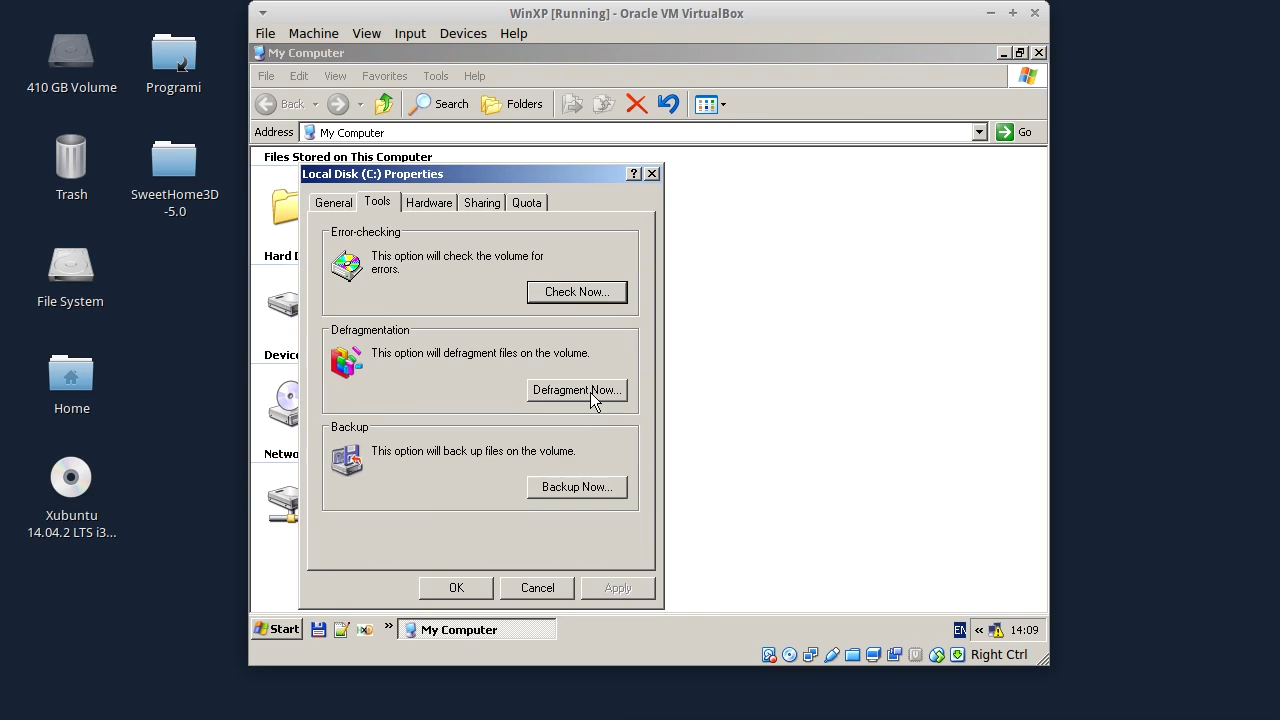 WinXP [Running] - Oracle VM VirtualBox
File Machine View Input Devices Help
My Computer
File Edit View Favorites Tools Help
Back Search Folders
Address My Computer Go
Files Stored on This Computer
Local Disk (C:) Properties
General Tools Hardware Sharing Quota
Error-checking
This option will check the volume for
errors.
Check Now...
Defragmentation
This option will defragment files on the volume.
Defragment Now...
Backup
This option will back up files on the volume.
Backup Now...
OK Cancel Apply
Hard D
Device
Netwo
Start My Computer EN « 14:09
»
Right Ctrl
410 GB Volume
Programi
Trash
SweetHome3D
-5.0
File System
Home
Xubuntu
14.04.2 LTS i3...